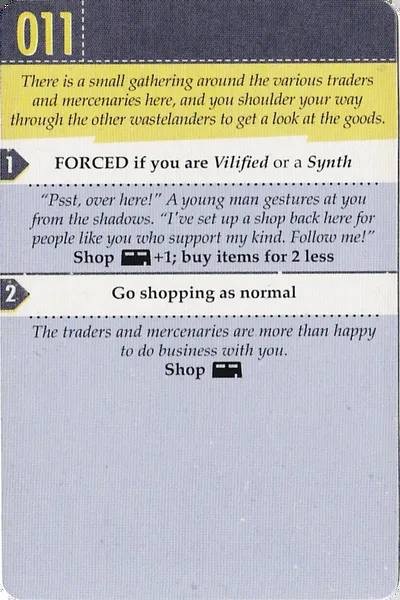 011
There is a small gathering around the various traders
and mercenaries here, and you shoulder your way
through the other wastelanders to get a look at the goods.
1 FORCED if you are Vilified or a Synth
“Psst, over here!” A young man gestures at you
from the shadows. “I’ve set up a shop back here for
people like you who support my kind. Follow me!”
Shop +1; buy items for 2 less
2 Go shopping as normal
The traders and mercenaries are more than happy
to do business with you.
Shop